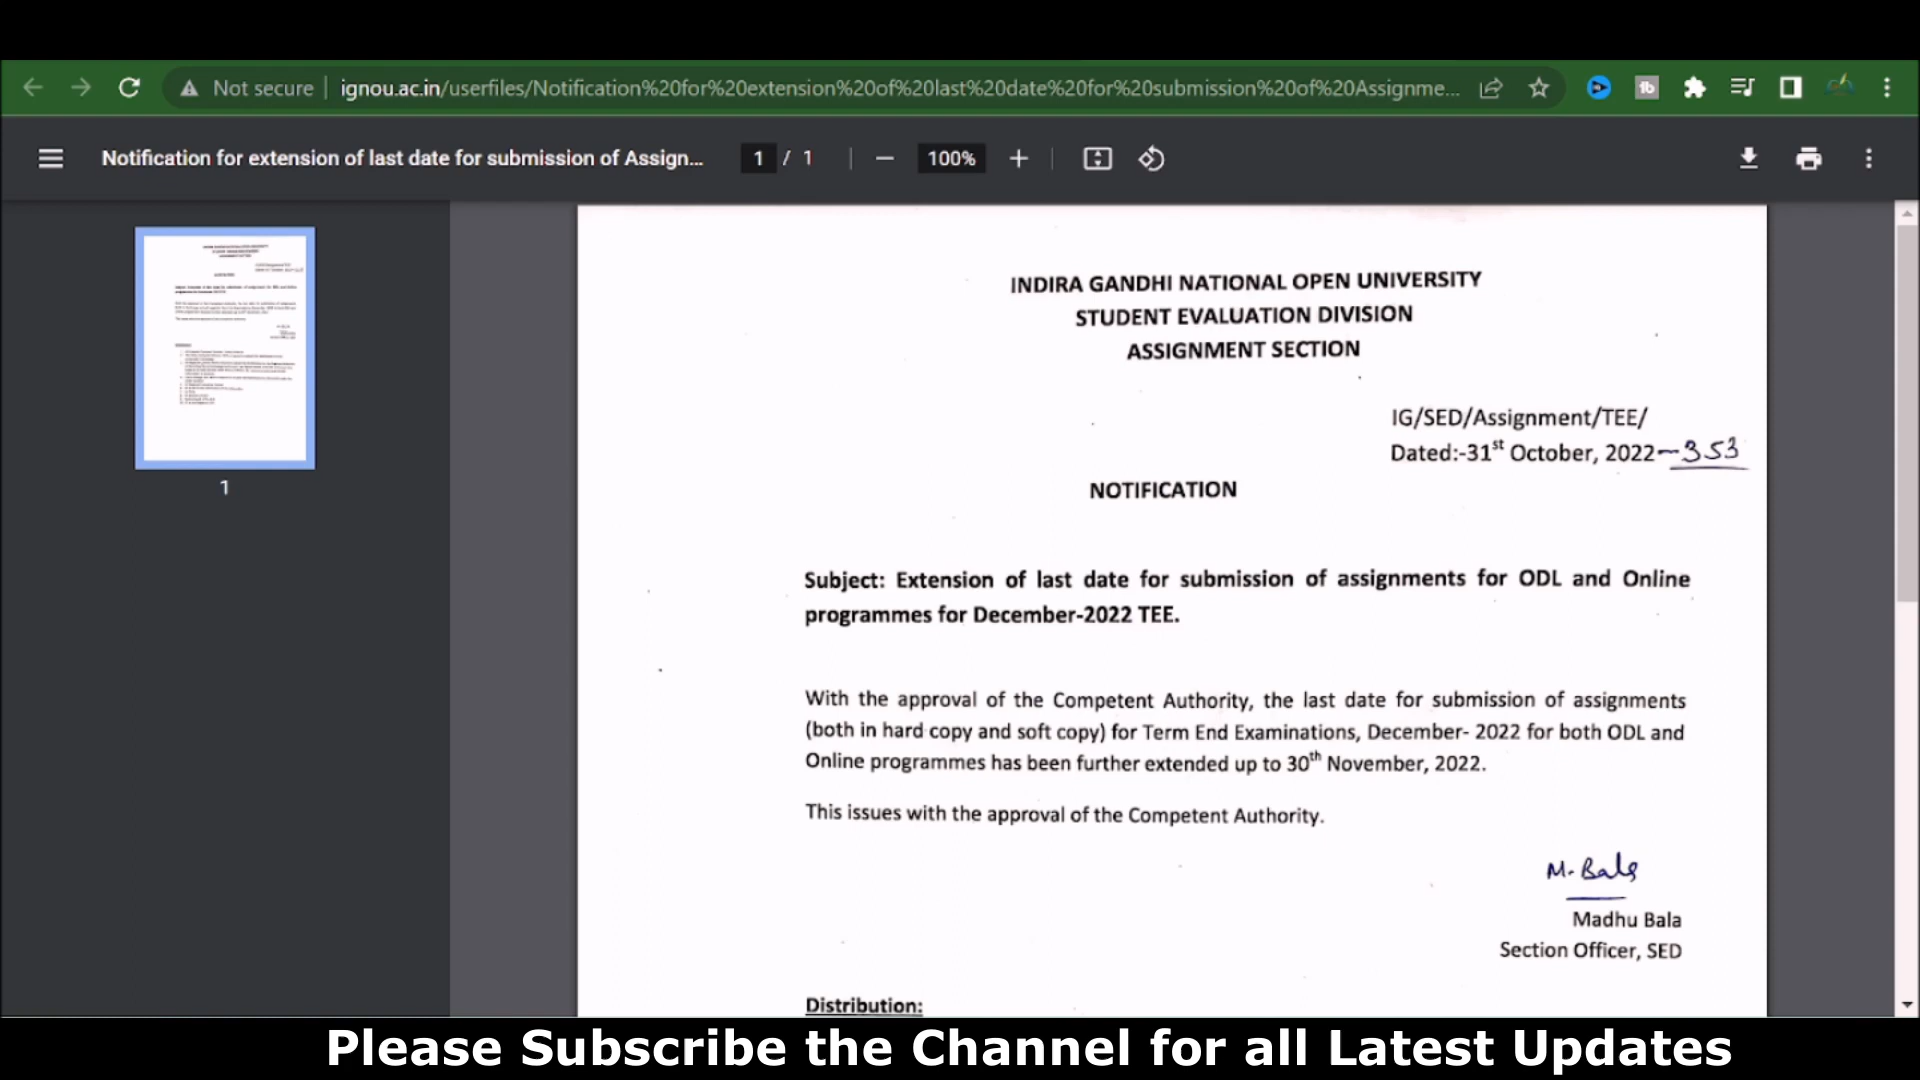 Not secure
ignou.ac.in/userfiles/Notification%20for%20extension%20of%20last%20date%20for%20submission%20of%20Assignme...
Notification for extension of last date for submission of Assign...
1 / 1
100%
1
INDIRA GANDHI NATIONAL OPEN UNIVERSITY
STUDENT EVALUATION DIVISION
ASSIGNMENT SECTION
IG/SED/Assignment/TEE/
Dated:-31st October, 2022-353
NOTIFICATION
Subject: Extension of last date for submission of assignments for ODL and Online
programmes for December-2022 TEE.
With the approval of the Competent Authority, the last date for submission of assignments
(both in hard copy and soft copy) for Term End Examinations, December- 2022 for both ODL and
Online programmes has been further extended up to 30th November, 2022.
This issues with the approval of the Competent Authority.
M. Bala
Madhu Bala
Section Officer, SED
Distribution:
Please Subscribe the Channel for all Latest Updates